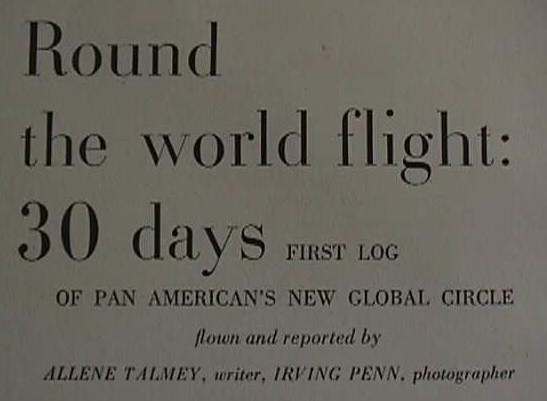 Round
the world flight:
30 days FIRST LOG
OF PAN AMERICAN'S NEW GLOBAL CIRCLE
flown and reported by
ALLENE TALMEY, writer, IRVING PENN, photographer